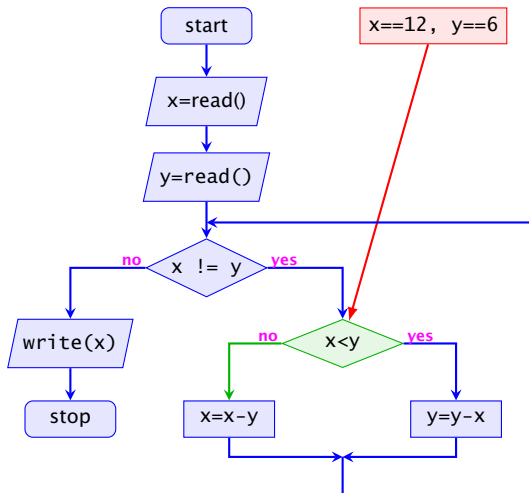 start
x==12, y==6
x=read()
y=read()
no
x != y
yes
write(x)
no
x<y
yes
stop
x=x-y
y=y-x